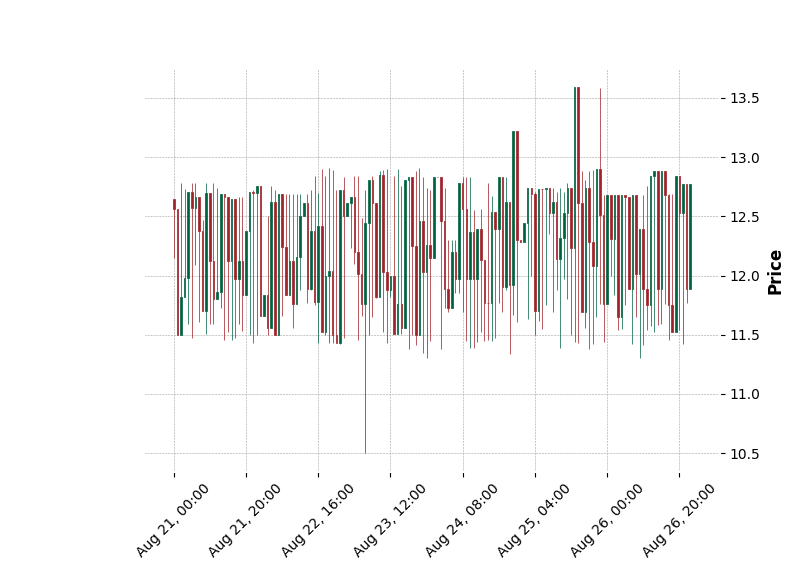 13.5
13.0
12.5
12.0
11.5
11.0
10.5
Price
Aug 21, 00:00
Aug 21, 20:00
Aug 22, 16:00
Aug 23, 12:00
Aug 24, 08:00
Aug 25, 04:00
Aug 26, 00:00
Aug 26, 20:00